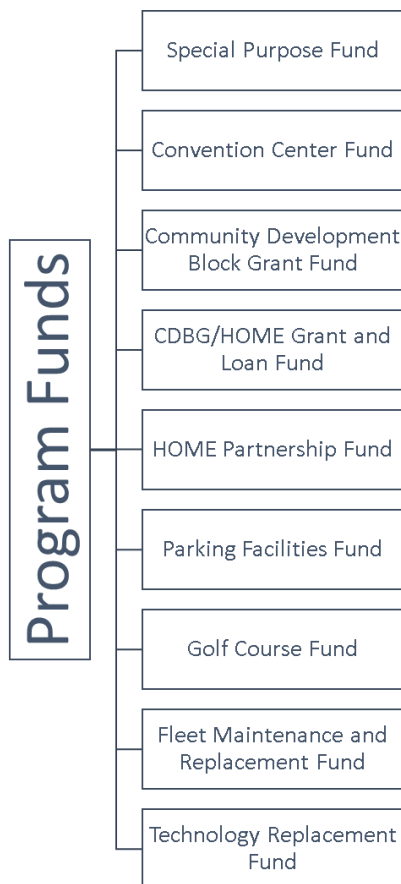 Program Funds
Special Purpose Fund
Convention Center Fund
Community Development
Block Grant Fund
CDBG/HOME Grant and
Loan Fund
HOME Partnership Fund
Parking Facilities Fund
Golf Course Fund
Fleet Maintenance and
Replacement Fund
Technology Replacement
Fund